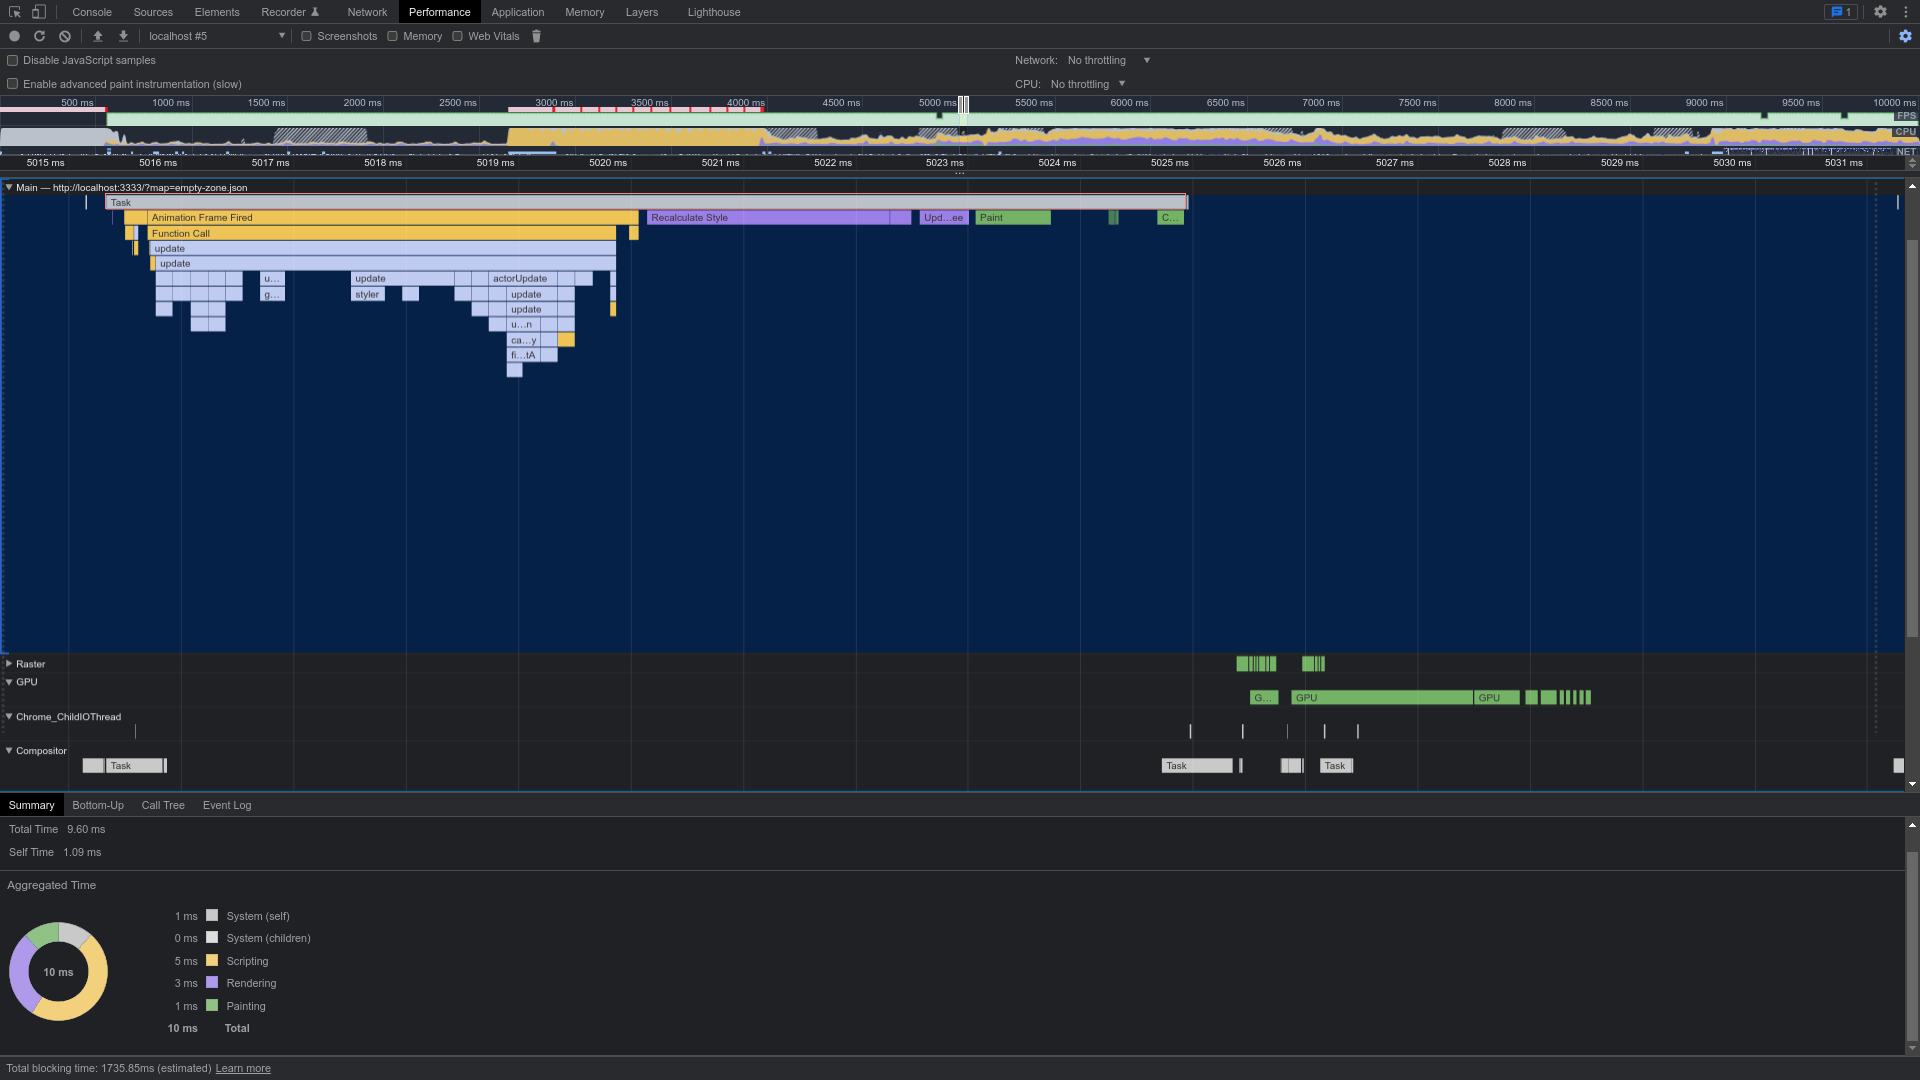 Console Sources Elements Recorder Network Performance Application Memory Layers Lighthouse 1
localhost #5 Screenshots Memory Web Vitals
Disable JavaScript samples Network: No throttling
Enable advanced paint instrumentation (slow) CPU: No throttling
500 ms 1000 ms 1500 ms 2000 ms 2500 ms 3000 ms 3500 ms 4000 ms 4500 ms 5000 ms 5500 ms 6000 ms 6500 ms 7000 ms 7500 ms 8000 ms 8500 ms 9000 ms 9500 ms 10000 ms
FPS
CPU
NET
5015 ms 5016 ms 5017 ms 5018 ms 5019 ms 5020 ms 5021 ms 5022 ms 5023 ms 5024 ms 5025 ms 5026 ms 5027 ms 5028 ms 5029 ms 5030 ms 5031 ms
...
Main — http://localhost:3333/?map=empty-zone.json
Task
Animation Frame Fired Recalculate Style Upd...ee Paint C...
Function Call
update
update
u... update actorUpdate
g... styler update
update
u...n
ca...y
fi...tA
Raster
GPU
G... GPU GPU
Chrome_ChildIOThread
Compositor
Task Task Task
Summary Bottom-Up Call Tree Event Log
Total Time 9.60 ms
Self Time 1.09 ms
Aggregated Time
1 ms System (self)
0 ms System (children)
5 ms Scripting
10 ms
3 ms Rendering
1 ms Painting
10 ms Total
Total blocking time: 1735.85ms (estimated) Learn more